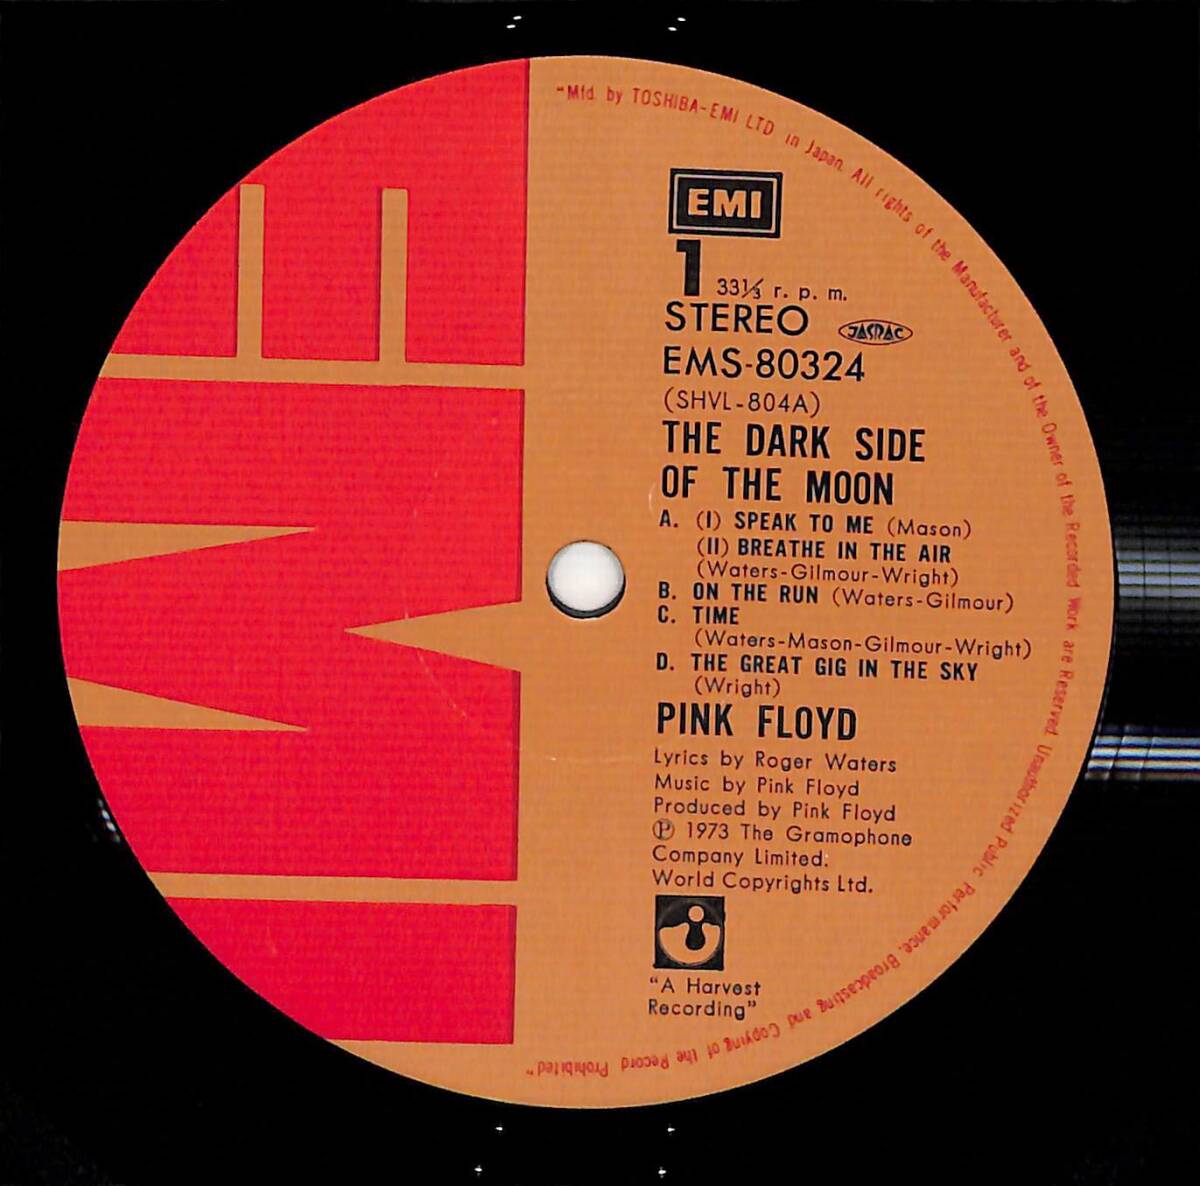 "Mfd. by TOSHIBA-EMI LTD in Japan. All rights of the Manufacturer and of the Owner of the Recorded Work are Reserved. Unauthorized Public Performance, Broadcasting and Copying of the Record Prohibited."
EMI
EMI
1 33⅓ r. p. m.
STEREO JASRAC
EMS-80324
(SHVL-804A)
THE DARK SIDE
OF THE MOON
A. (I) SPEAK TO ME (Mason)
(II) BREATHE IN THE AIR
(Waters-Gilmour-Wright)
B. ON THE RUN (Waters-Gilmour)
C. TIME
(Waters-Mason-Gilmour-Wright)
D. THE GREAT GIG IN THE SKY
(Wright)
PINK FLOYD
Lyrics by Roger Waters
Music by Pink Floyd
Produced by Pink Floyd
Ⓟ 1973 The Gramophone
Company Limited.
World Copyrights Ltd.
"A Harvest
Recording"